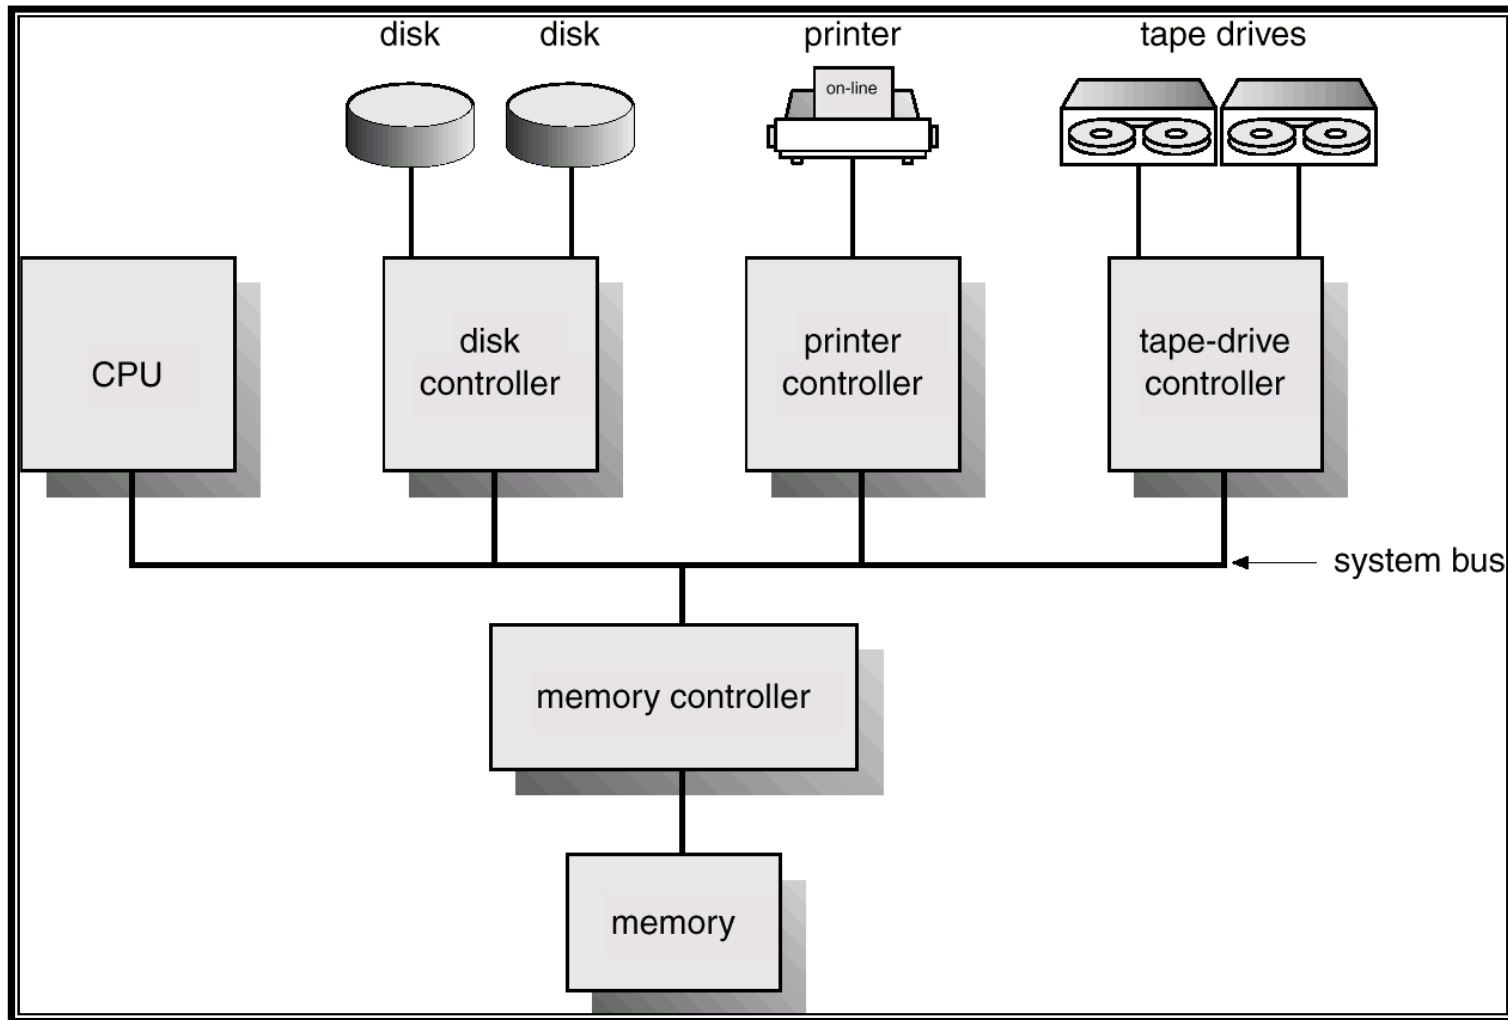 disk
disk
printer
tape drives
on-line
CPU
disk
controller
printer
controller
tape-drive
controller
system bus
memory controller
memory